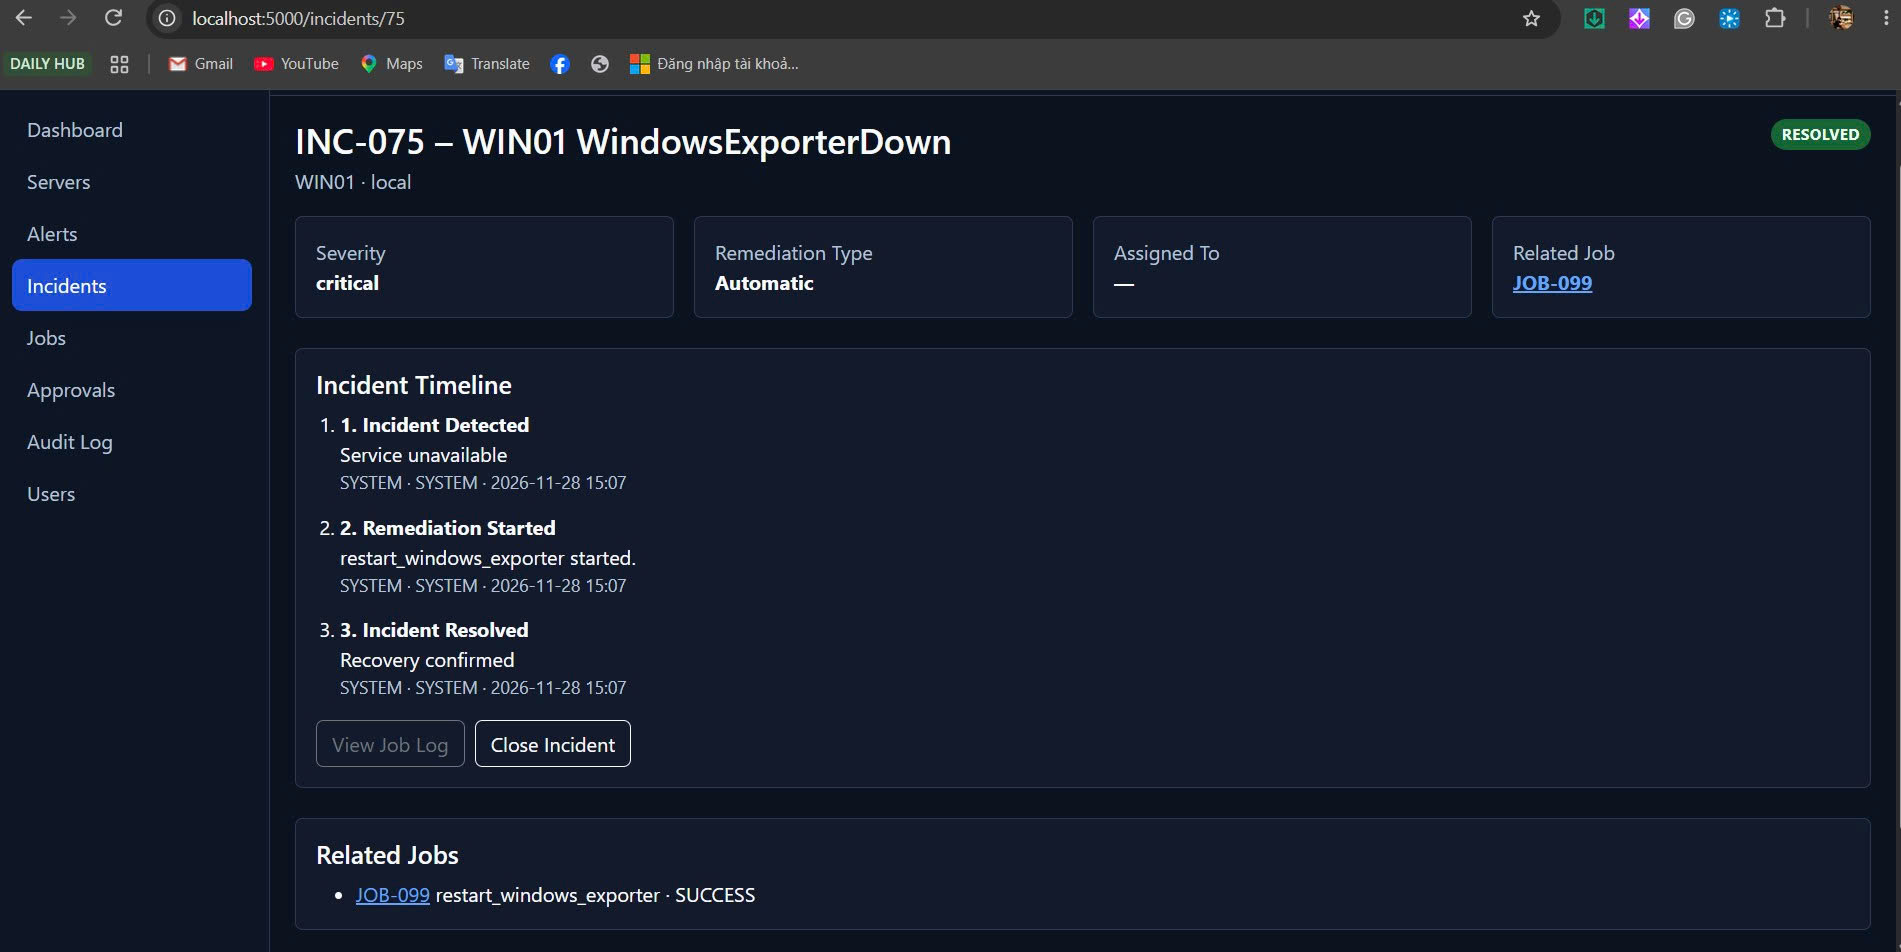 localhost:5000/incidents/75
DAILY HUB Gmail YouTube Maps Translate Đăng nhập tài khoả...
Dashboard
Servers
Alerts
Incidents
Jobs
Approvals
Audit Log
Users
INC-075 – WIN01 WindowsExporterDown
RESOLVED
WIN01 · local
Severity
critical
Remediation Type
Automatic
Assigned To
—
Related Job
JOB-099
Incident Timeline
1. 1. Incident Detected
Service unavailable
SYSTEM · SYSTEM · 2026-11-28 15:07
2. 2. Remediation Started
restart_windows_exporter started.
SYSTEM · SYSTEM · 2026-11-28 15:07
3. 3. Incident Resolved
Recovery confirmed
SYSTEM · SYSTEM · 2026-11-28 15:07
View Job Log Close Incident
Related Jobs
• JOB-099 restart_windows_exporter · SUCCESS